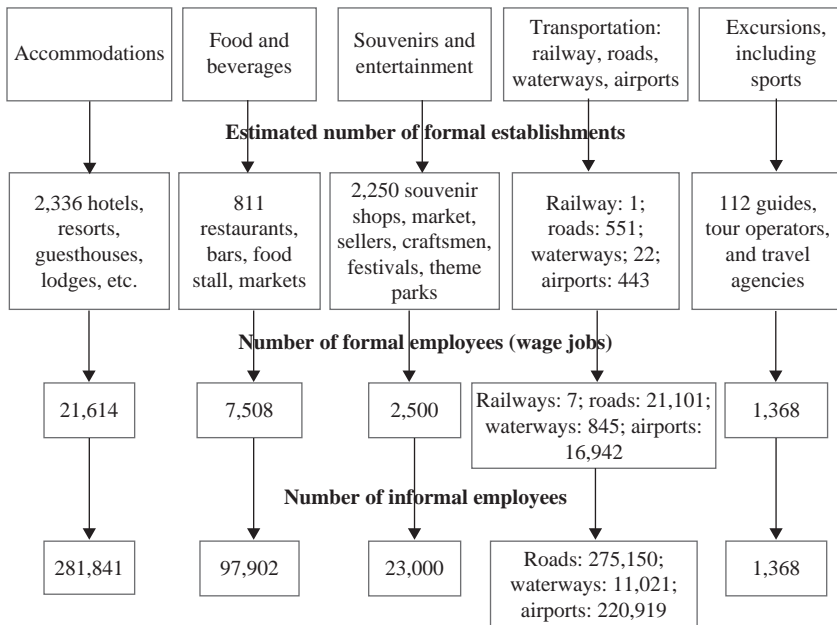 Accommodations
Food and
beverages
Souvenirs and
entertainment
Transportation:
railway, roads,
waterways, airports
Excursions,
including
sports
Estimated number of formal establishments
2,336 hotels,
resorts,
guesthouses,
lodges, etc.
811
restaurants,
bars, food
stall, markets
2,250 souvenir
shops, market,
sellers, craftsmen,
festivals, theme
parks
Railway: 1;
roads: 551;
waterways; 22;
airports: 443
112 guides,
tour operators,
and travel
agencies
Number of formal employees (wage jobs)
21,614
7,508
2,500
Railways: 7; roads: 21,101;
waterways: 845; airports:
16,942
1,368
Number of informal employees
281,841
97,902
23,000
Roads: 275,150;
waterways: 11,021;
airports: 220,919
1,368